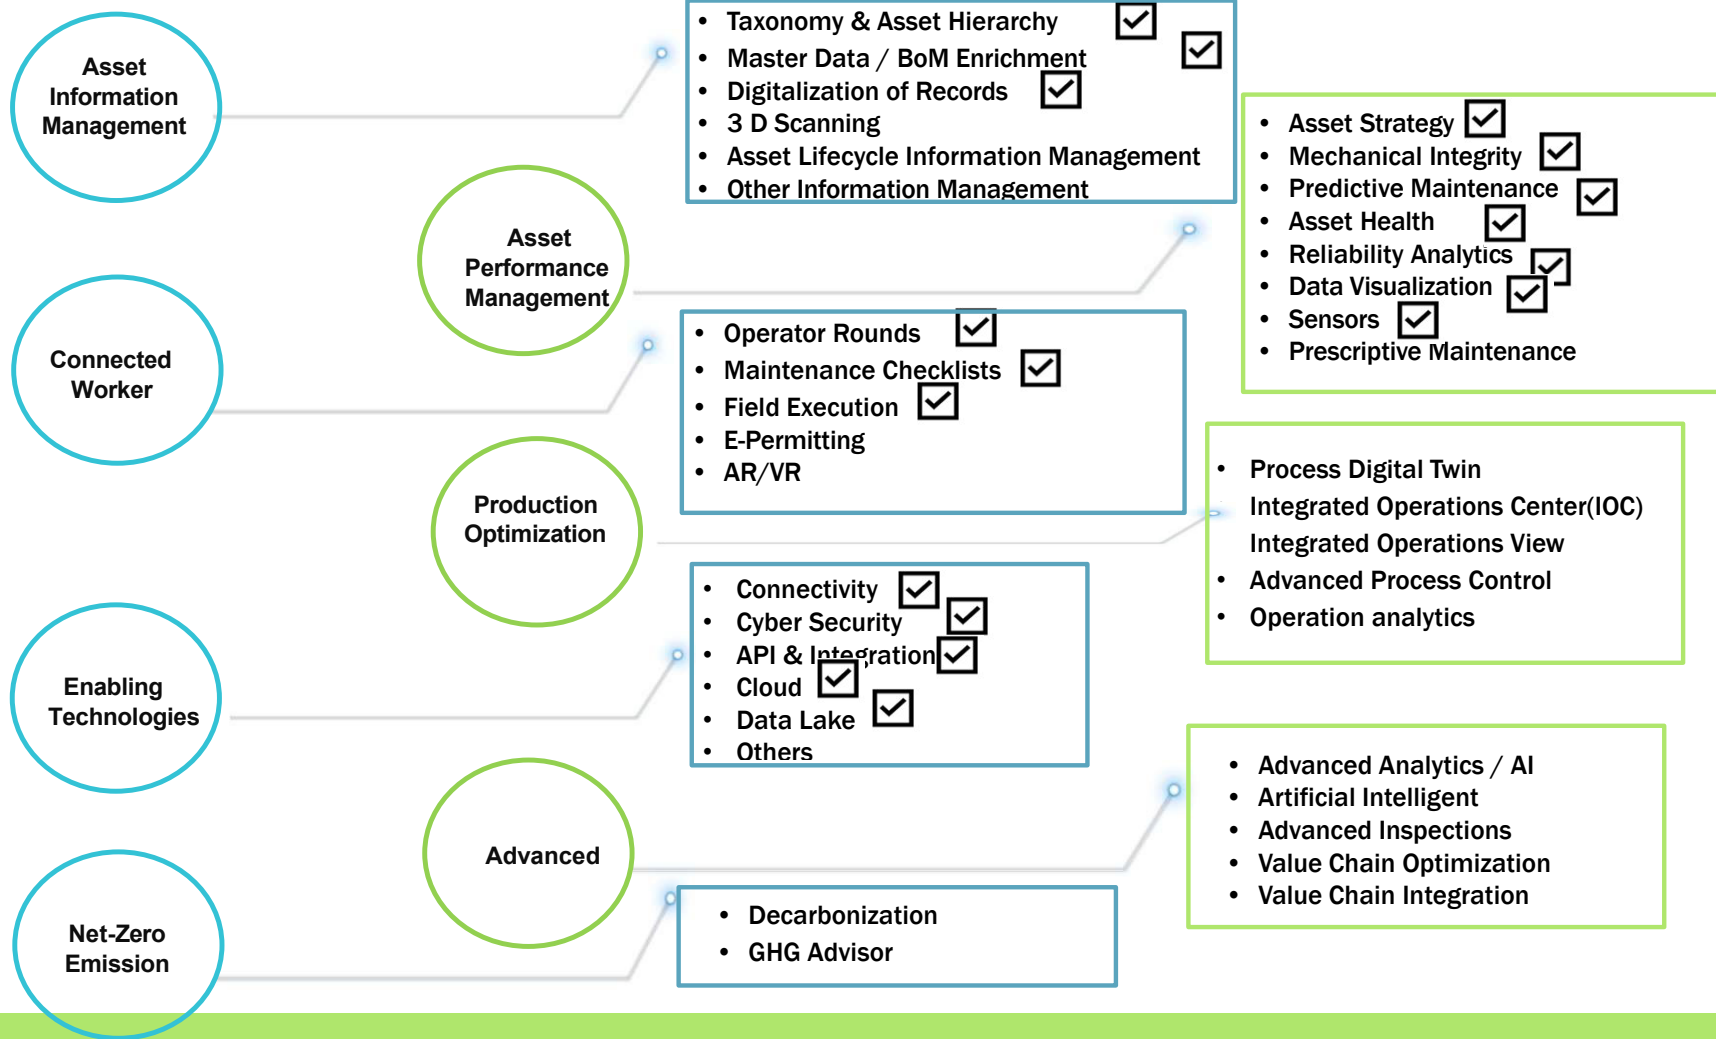 Asset
Information
Management
• Taxonomy & Asset Hierarchy ☑
• Master Data / BoM Enrichment ☑
• Digitalization of Records ☑
• 3 D Scanning
• Asset Lifecycle Information Management
• Other Information Management
Asset
Performance
Management
• Asset Strategy ☑
• Mechanical Integrity ☑
• Predictive Maintenance ☑
• Asset Health ☑
• Reliability Analytics ☑
• Data Visualization ☑
• Sensors ☑
• Prescriptive Maintenance
Connected
Worker
• Operator Rounds ☑
• Maintenance Checklists ☑
• Field Execution ☑
• E-Permitting
• AR/VR
Production
Optimization
• Process Digital Twin
Integrated Operations Center(IOC)
Integrated Operations View
• Advanced Process Control
• Operation analytics
Enabling
Technologies
• Connectivity ☑
• Cyber Security ☑
• API & Integration ☑
• Cloud ☑
• Data Lake ☑
• Others
Advanced
• Advanced Analytics / AI
• Artificial Intelligent
• Advanced Inspections
• Value Chain Optimization
• Value Chain Integration
Net-Zero
Emission
• Decarbonization
• GHG Advisor